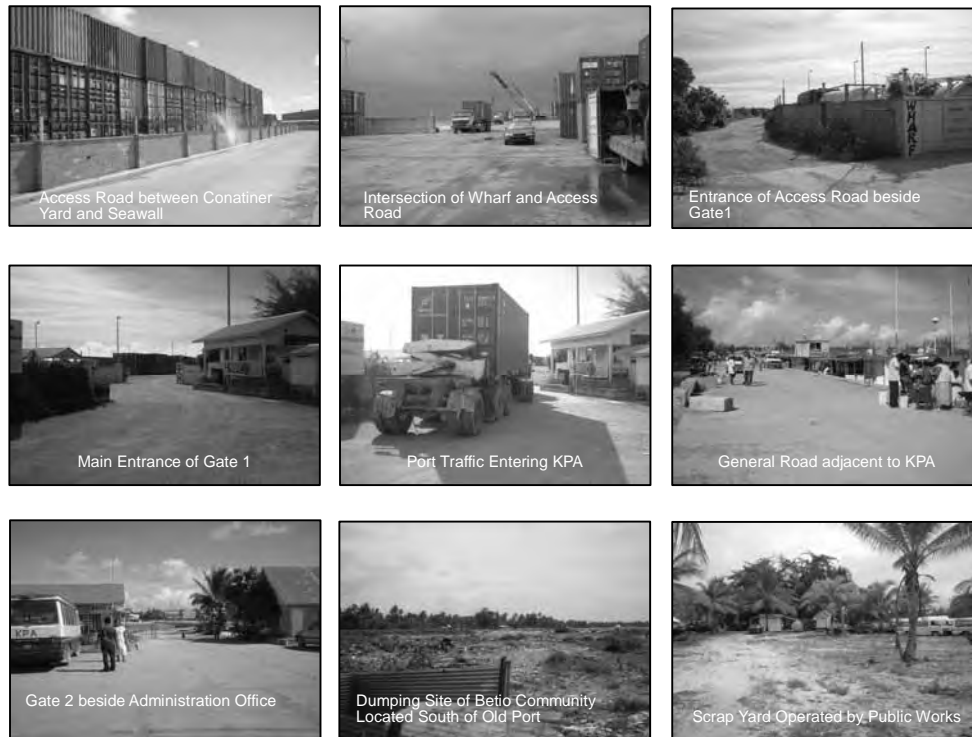 Access Road between Conatiner
Yard and Seawall
Intersection of Wharf and Access
Road
WHARF
Entrance of Access Road beside
Gate1
Main Entrance of Gate 1
Port Traffic Entering KPA
General Road adjacent to KPA
KPA
Gate 2 beside Administration Office
Dumping Site of Betio Community
Located South of Old Port
Scrap Yard Operated by Public Works